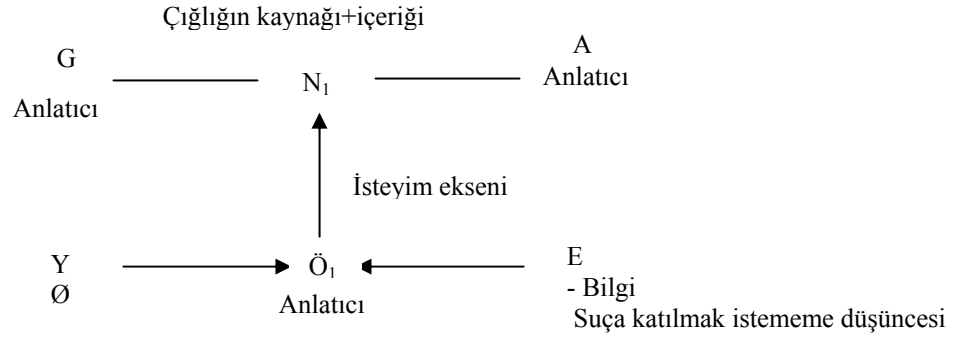 Çığlığın kaynağı+içeriği
G
A
N₁
Anlatıcı
Anlatıcı
İsteyim ekseni
Y
Ö₁
E
Ø
Anlatıcı
- Bilgi
Suça katılmak istememe düşüncesi